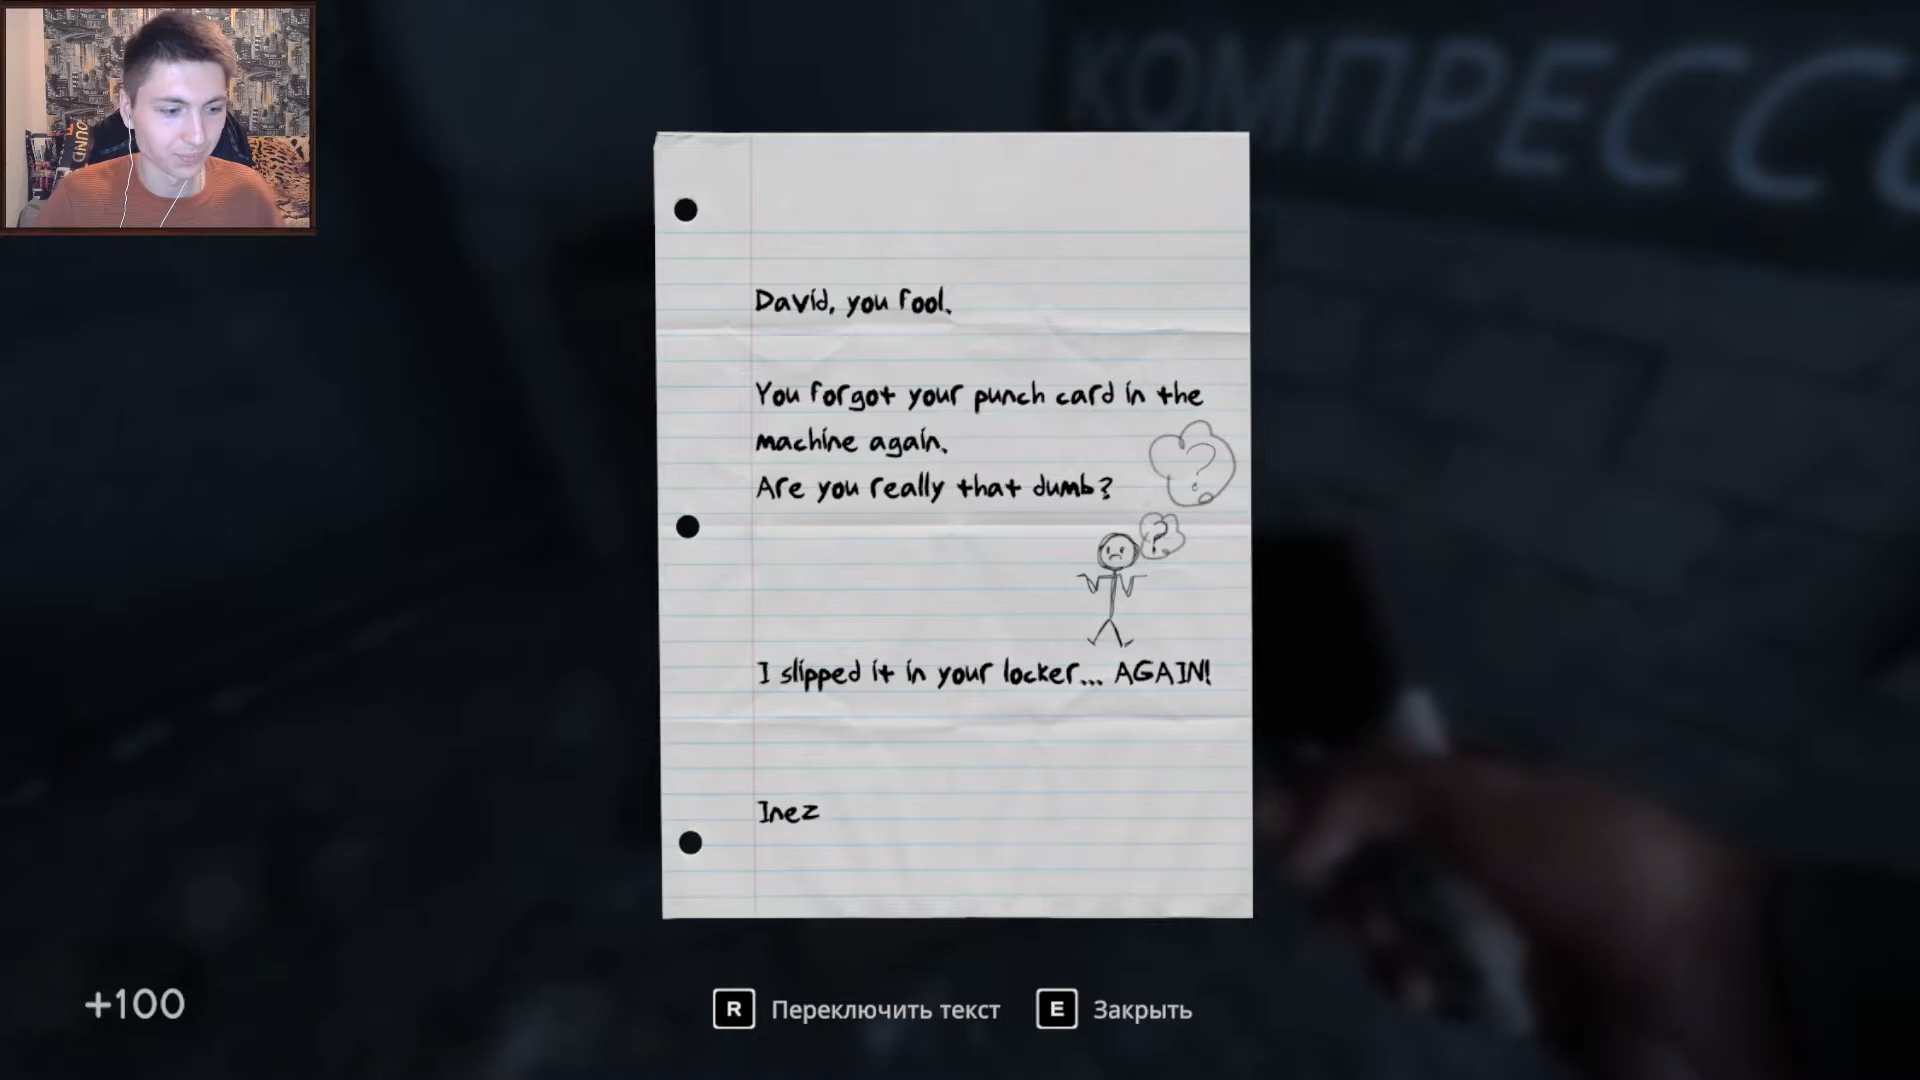 КОМПРЕСС
David, you fool.
You forgot your punch card in the
machine again.
Are you really that dumb?
?
?
I slipped it in your locker... AGAIN!
Inez
+100
R Переключить текст E Закрыть